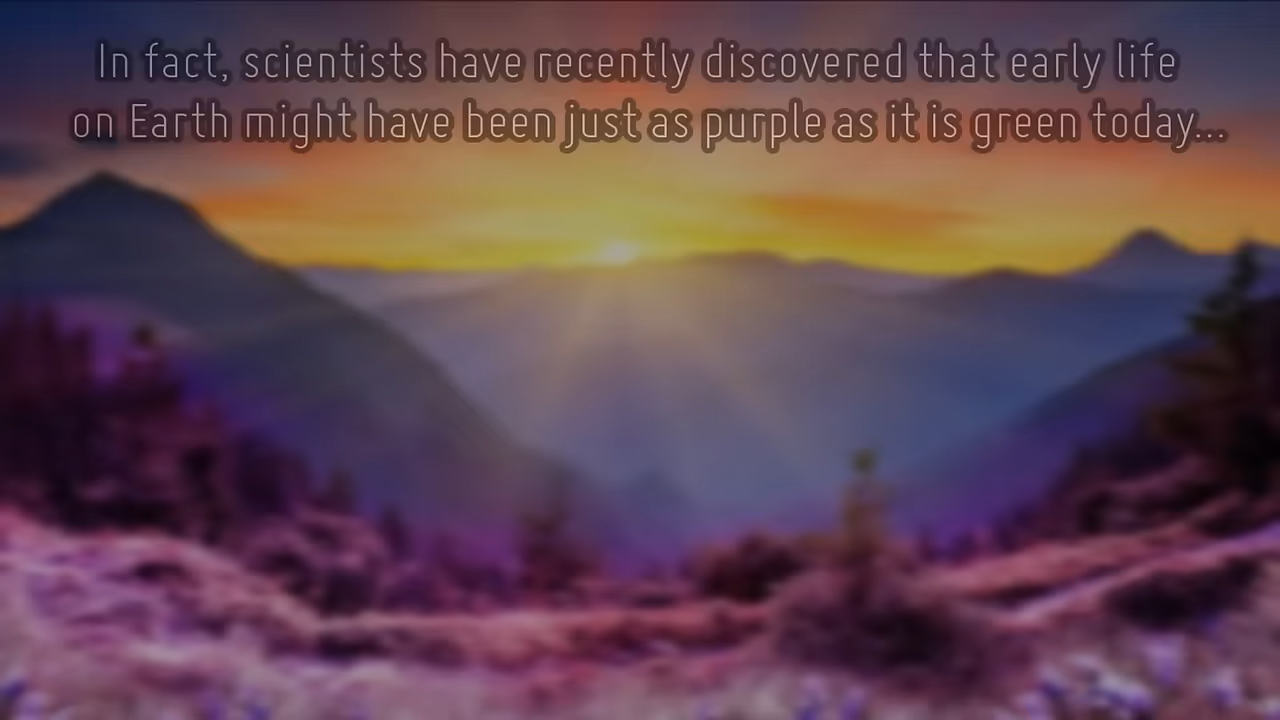 In fact, scientists have recently discovered that early life
on Earth might have been just as purple as it is green today...